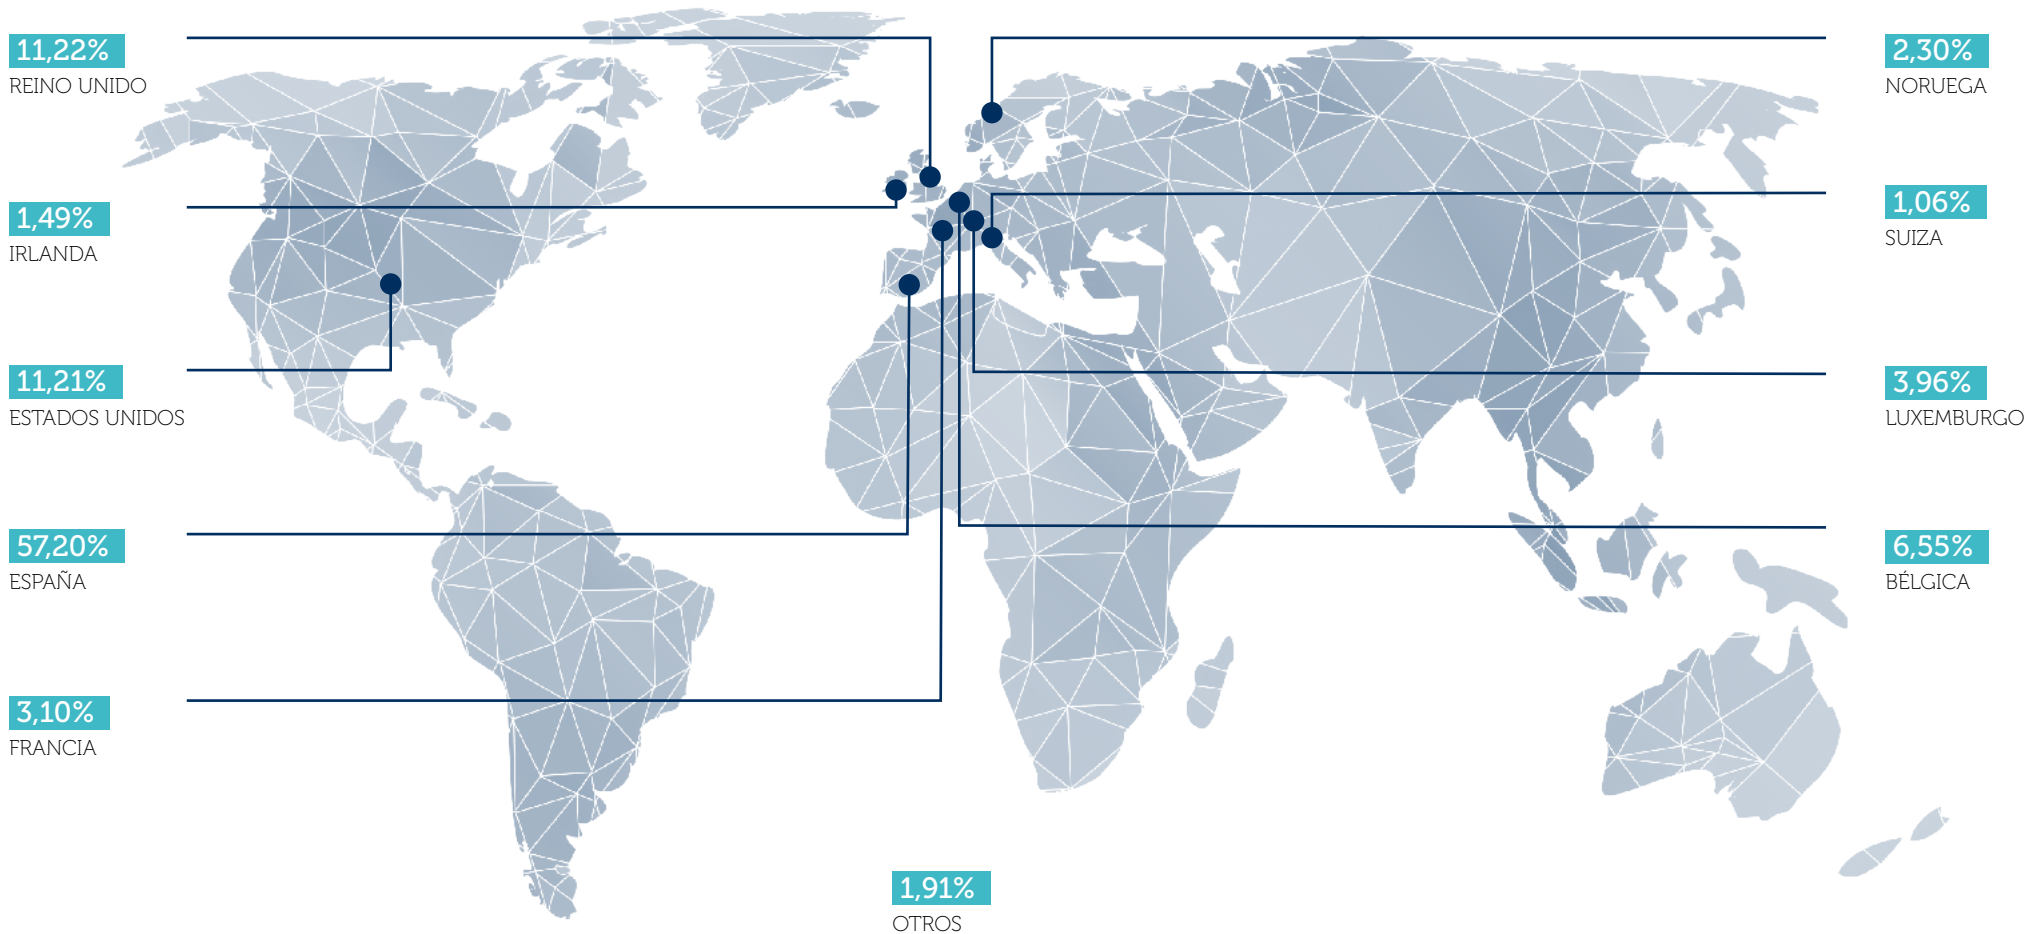 11,22%
REINO UNIDO
1,49%
IRLANDA
11,21%
ESTADOS UNIDOS
57,20%
ESPAÑA
3,10%
FRANCIA
2,30%
NORUEGA
1,06%
SUIZA
3,96%
LUXEMBURGO
6,55%
BÉLGICA
1,91%
OTROS